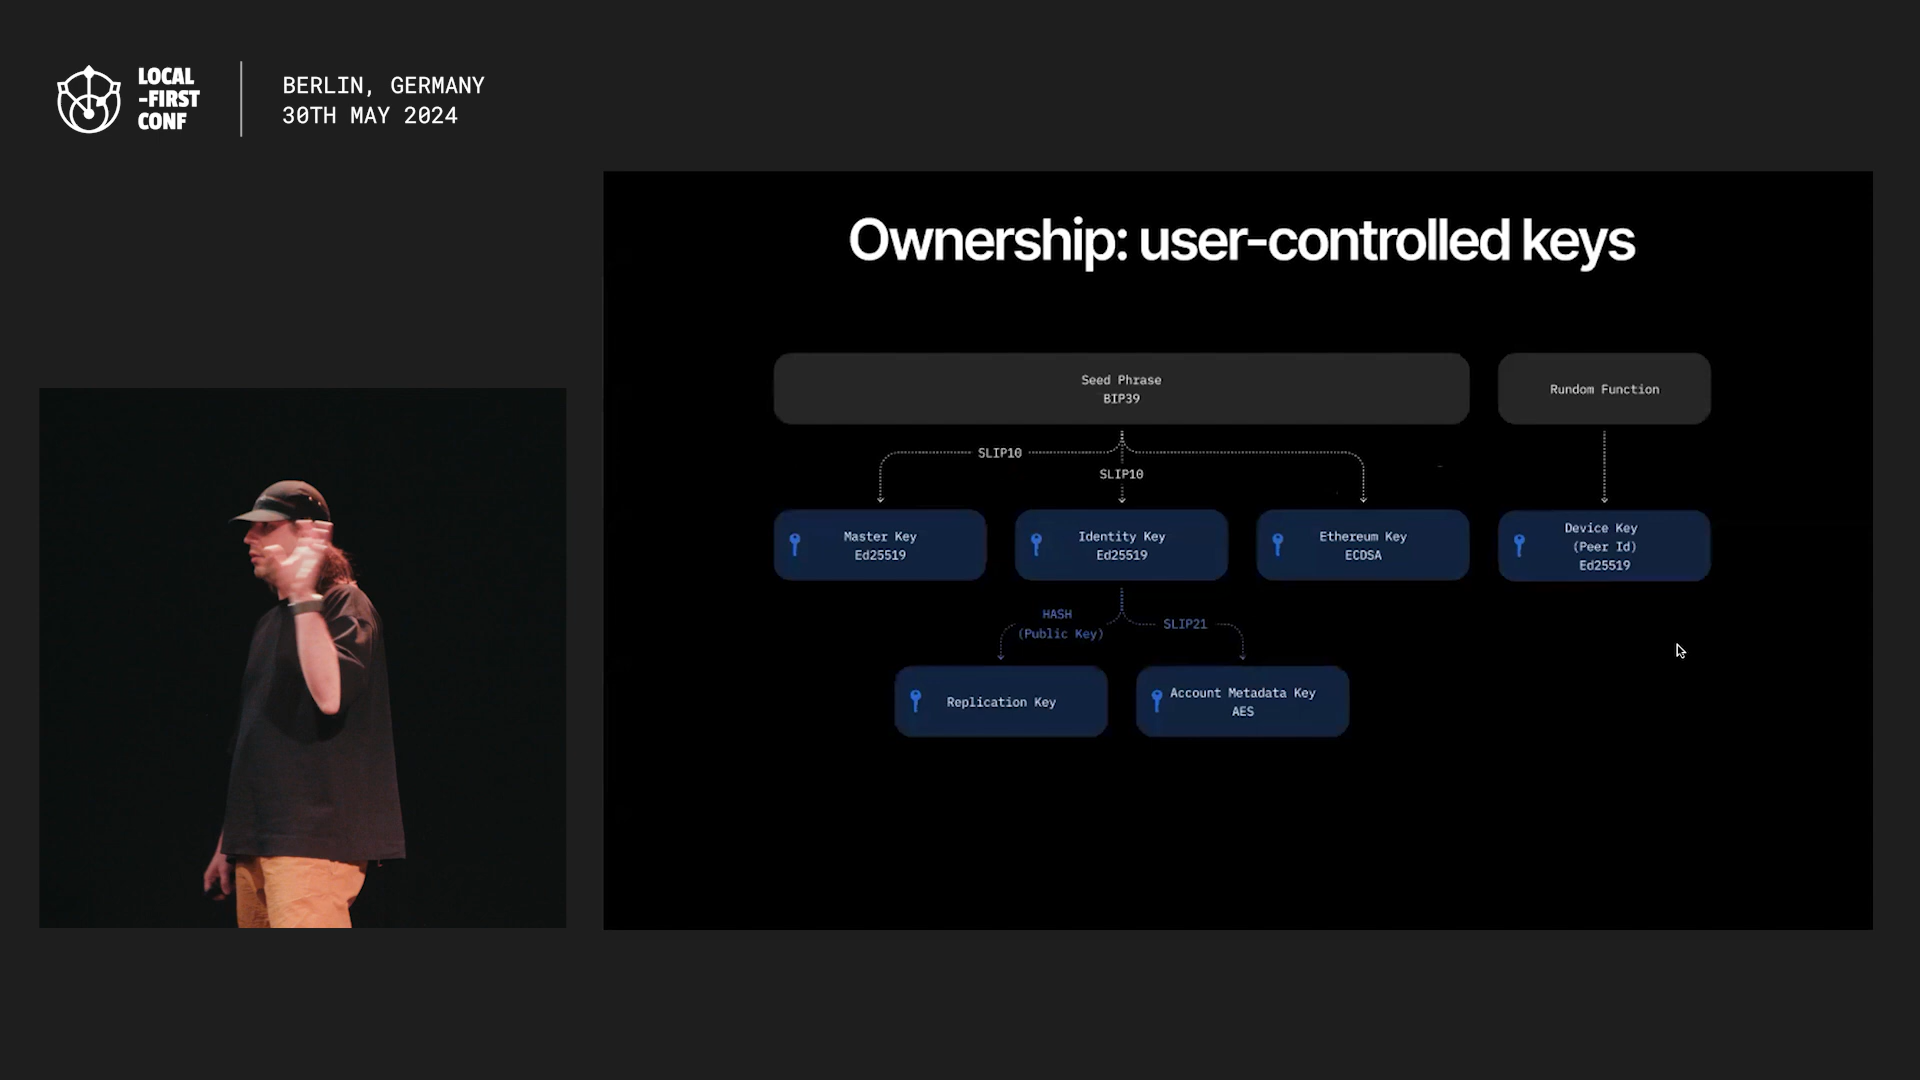 LOCAL
-FIRST
CONF
BERLIN, GERMANY
30TH MAY 2024
Ownership: user-controlled keys
Seed Phrase
BIP39
Rundom Function
SLIP10
SLIP10
Master Key
Ed25519
Identity Key
Ed25519
Ethereum Key
ECDSA
Device Key
(Peer Id)
Ed25519
HASH
(Public Key)
SLIP21
Replication Key
Account Metadata Key
AES